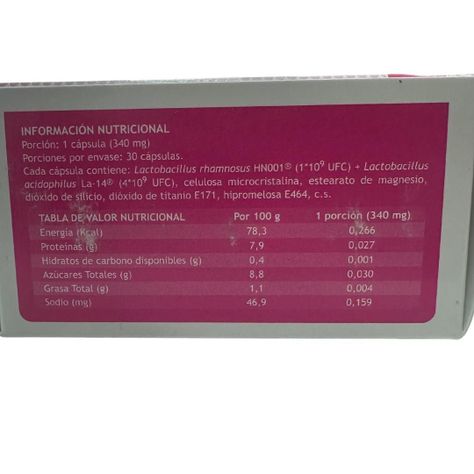 INFORMACIÓN NUTRICIONAL
Porción: 1 cápsula (340 mg)
Porciones por envase: 30 cápsulas.
Cada cápsula contiene: Lactobacillus rhamnosus HN001® (1*10⁹ UFC) + Lactobacillus
acidophilus La-14® (4*10⁹ UFC), celulosa microcristalina, estearato de magnesio,
dióxido de silicio, dióxido de titanio E171, hipromelosa E464, c.s.
TABLA DE VALOR NUTRICIONAL Por 100 g 1 porción (340 mg)
Energía (Kcal) 78,3 0,266
Proteínas (g) 7,9 0,027
Hidratos de carbono disponibles (g) 0,4 0,001
Azúcares Totales (g) 8,8 0,030
Grasa Total (g) 1,1 0,004
Sodio (mg) 46,9 0,159